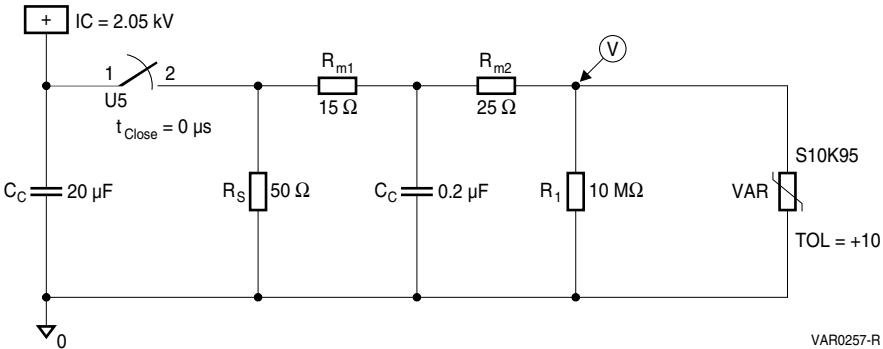 + IC = 2.05 kV
V
1 2
U5
t Close = 0 µs
R m1
15 Ω
R m2
25 Ω
S10K95
C C 20 µF
R S 50 Ω
C C 0.2 µF
R 1 10 MΩ
VAR
TOL = +10
0
VAR0257-R